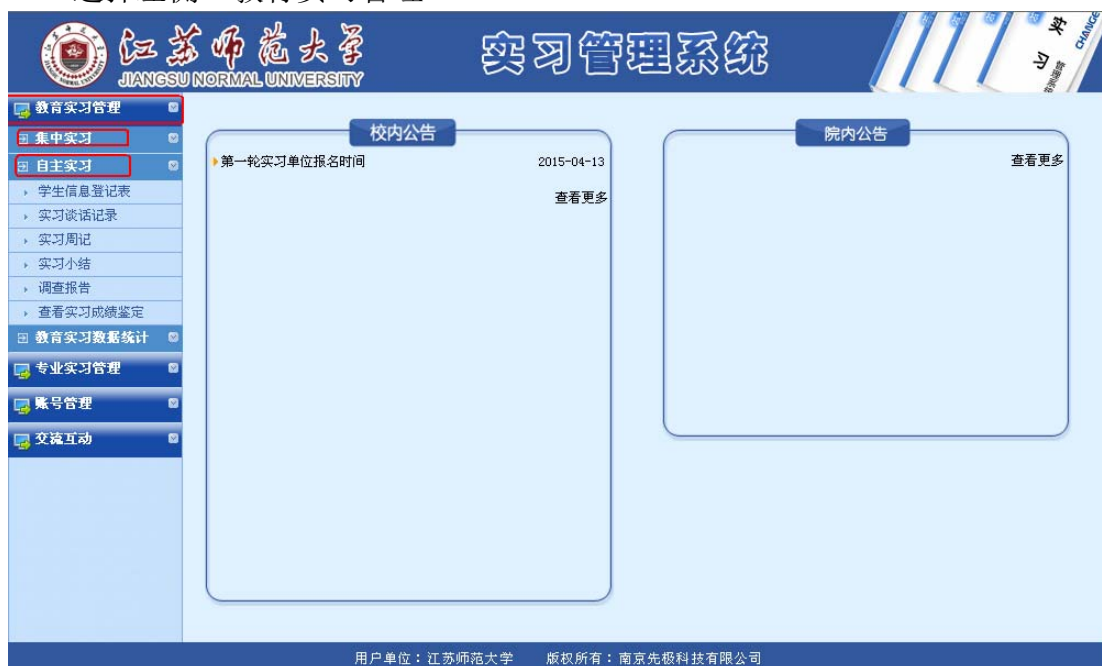 江苏师范大学
JIANGSU NORMAL UNIVERSITY
实习管理系统
实习
CHANGE
教育实习管理
集中实习
自主实习
学生信息登记表
实习谈话记录
实习周记
实习小结
调查报告
查看实习成绩鉴定
教育实习数据统计
专业实习管理
账号管理
交流互动
校内公告
第一轮实习单位报名时间 2015-04-13
查看更多
院内公告
查看更多
用户单位：江苏师范大学 版权所有：南京先极科技有限公司